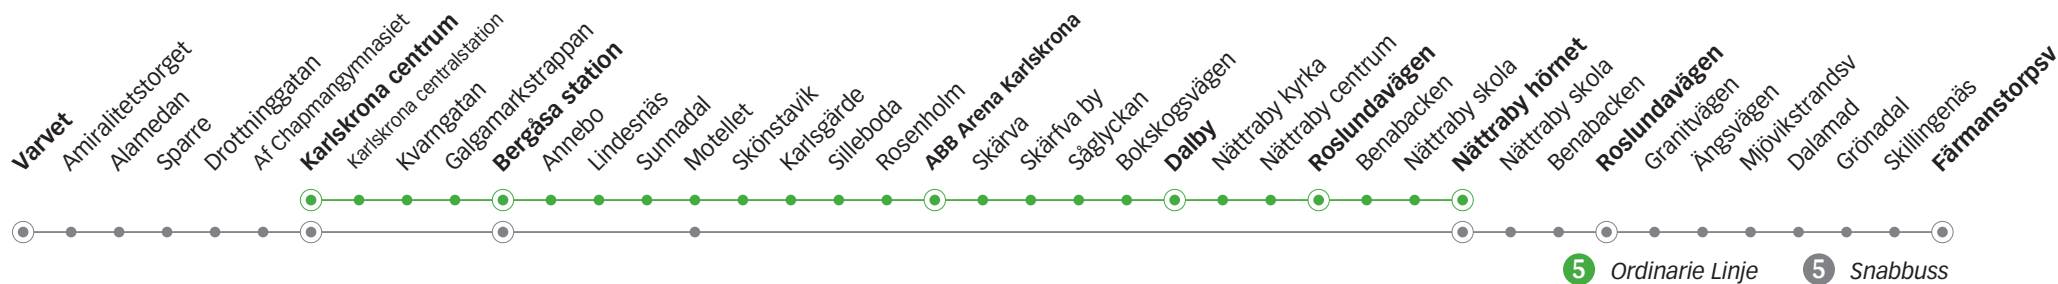 Varvet
Amiralitetstorget
Alamedan
Sparre
Drottninggatan
Af Chapmangymnasiet
Karlskrona centrum
Karlskrona centralstation
Kvarngatan
Galgamarkstrappan
Bergåsa station
Annebo
Lindesnäs
Sunnadal
Motellet
Skönstavik
Karlsgärde
Silleboda
Rosenholm
ABB Arena Karlskrona
Skärva
Skärfva by
Såglyckan
Bokskogsvägen
Dalby
Nättraby kyrka
Nättraby centrum
Roslundavägen
Benabacken
Nättraby skola
Nättraby hörnet
Nättraby skola
Benabacken
Roslundavägen
Granitvägen
Ängsvägen
Mjövikstrandsv
Dalamad
Grönadal
Skillingenäs
Färmanstorpsv
5 Ordinarie Linje
5 Snabbuss